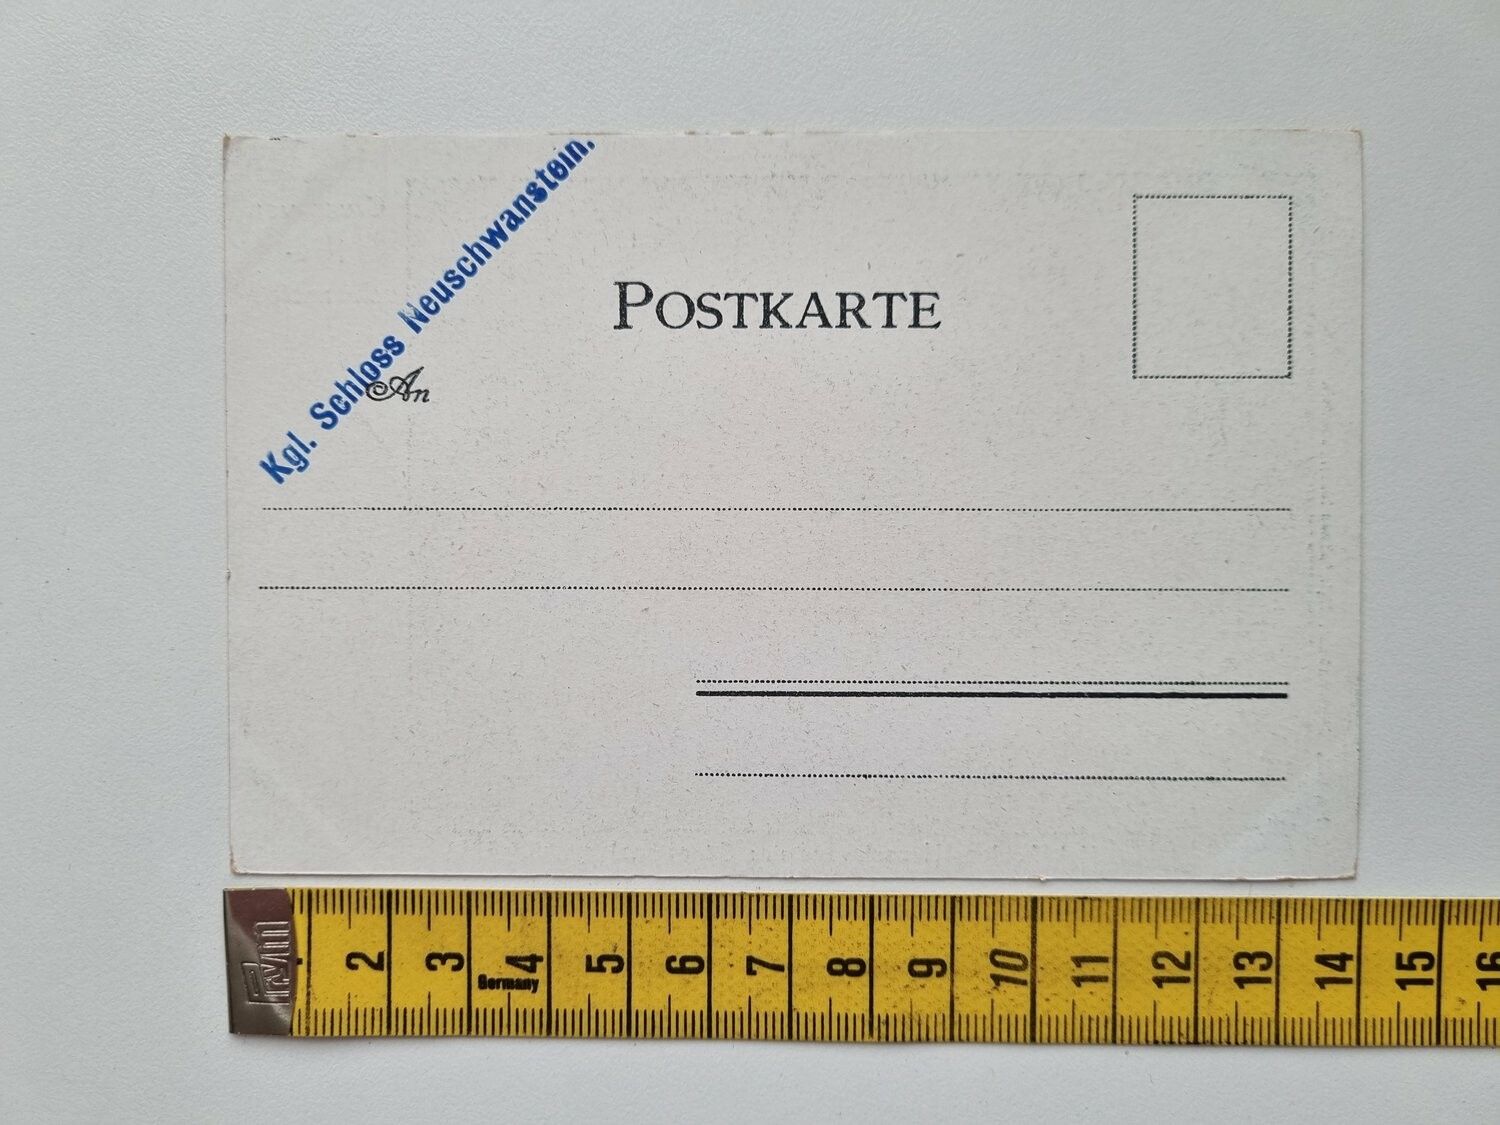 Kgl. Schloss Neuschwanstein.
POSTKARTE
An
Prym
2 3 4 5 6 7 8 9 10 11 12 13 14 15 16
Germany